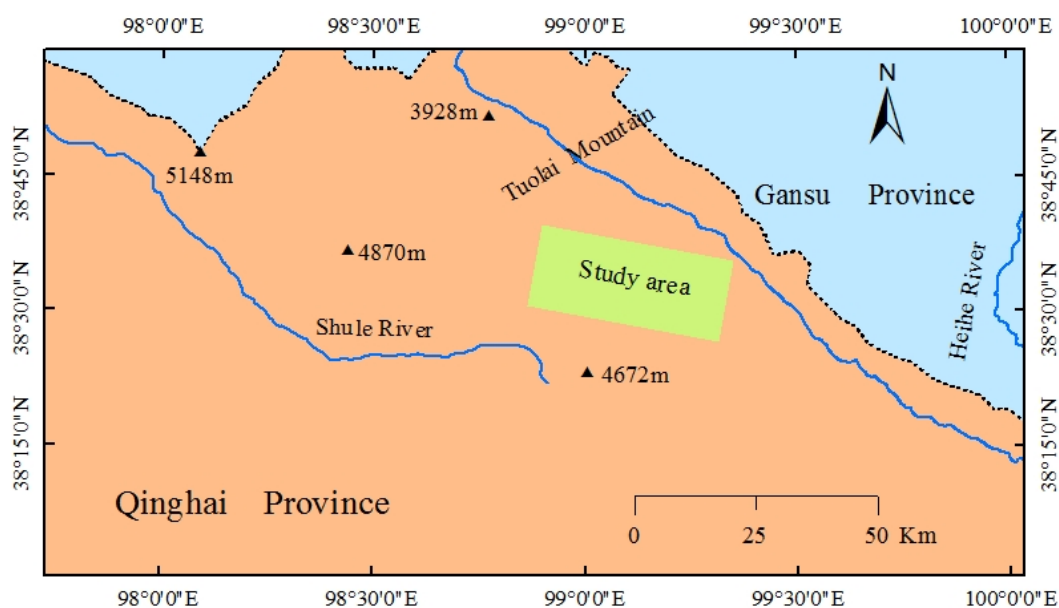 98°0'0"E 98°30'0"E 99°0'0"E 99°30'0"E 100°0'0"E
N
3928m
Tuolai Mountain
38°45'0"N
38°45'0"N
5148m
Gansu Province
4870m
Study area
38°30'0"N
38°30'0"N
Shule River
Heihe River
4672m
38°15'0"N
38°15'0"N
Qinghai Province
0 25 50 Km
98°0'0"E 98°30'0"E 99°0'0"E 99°30'0"E 100°0'0"E